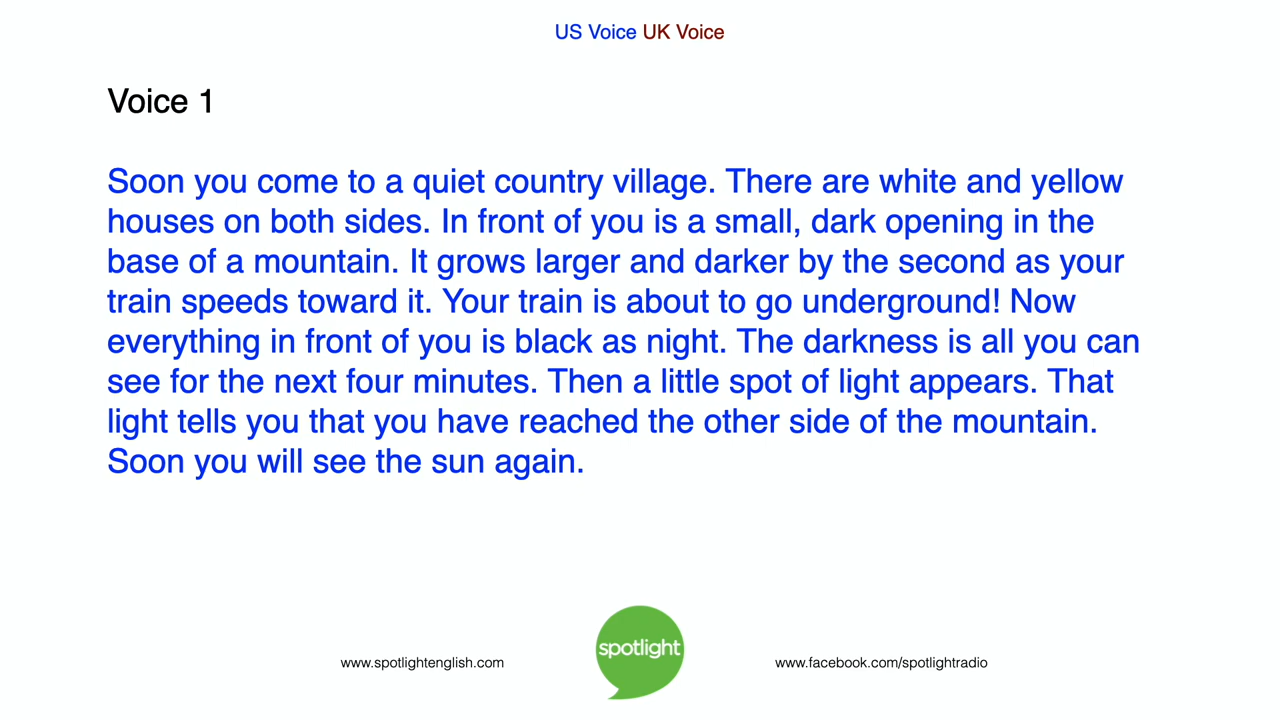 US Voice UK Voice
Voice 1
Soon you come to a quiet country village. There are white and yellow
houses on both sides. In front of you is a small, dark opening in the
base of a mountain. It grows larger and darker by the second as your
train speeds toward it. Your train is about to go underground! Now
everything in front of you is black as night. The darkness is all you can
see for the next four minutes. Then a little spot of light appears. That
light tells you that you have reached the other side of the mountain.
Soon you will see the sun again.
www.spotlightenglish.com
spotlight
www.facebook.com/spotlightradio